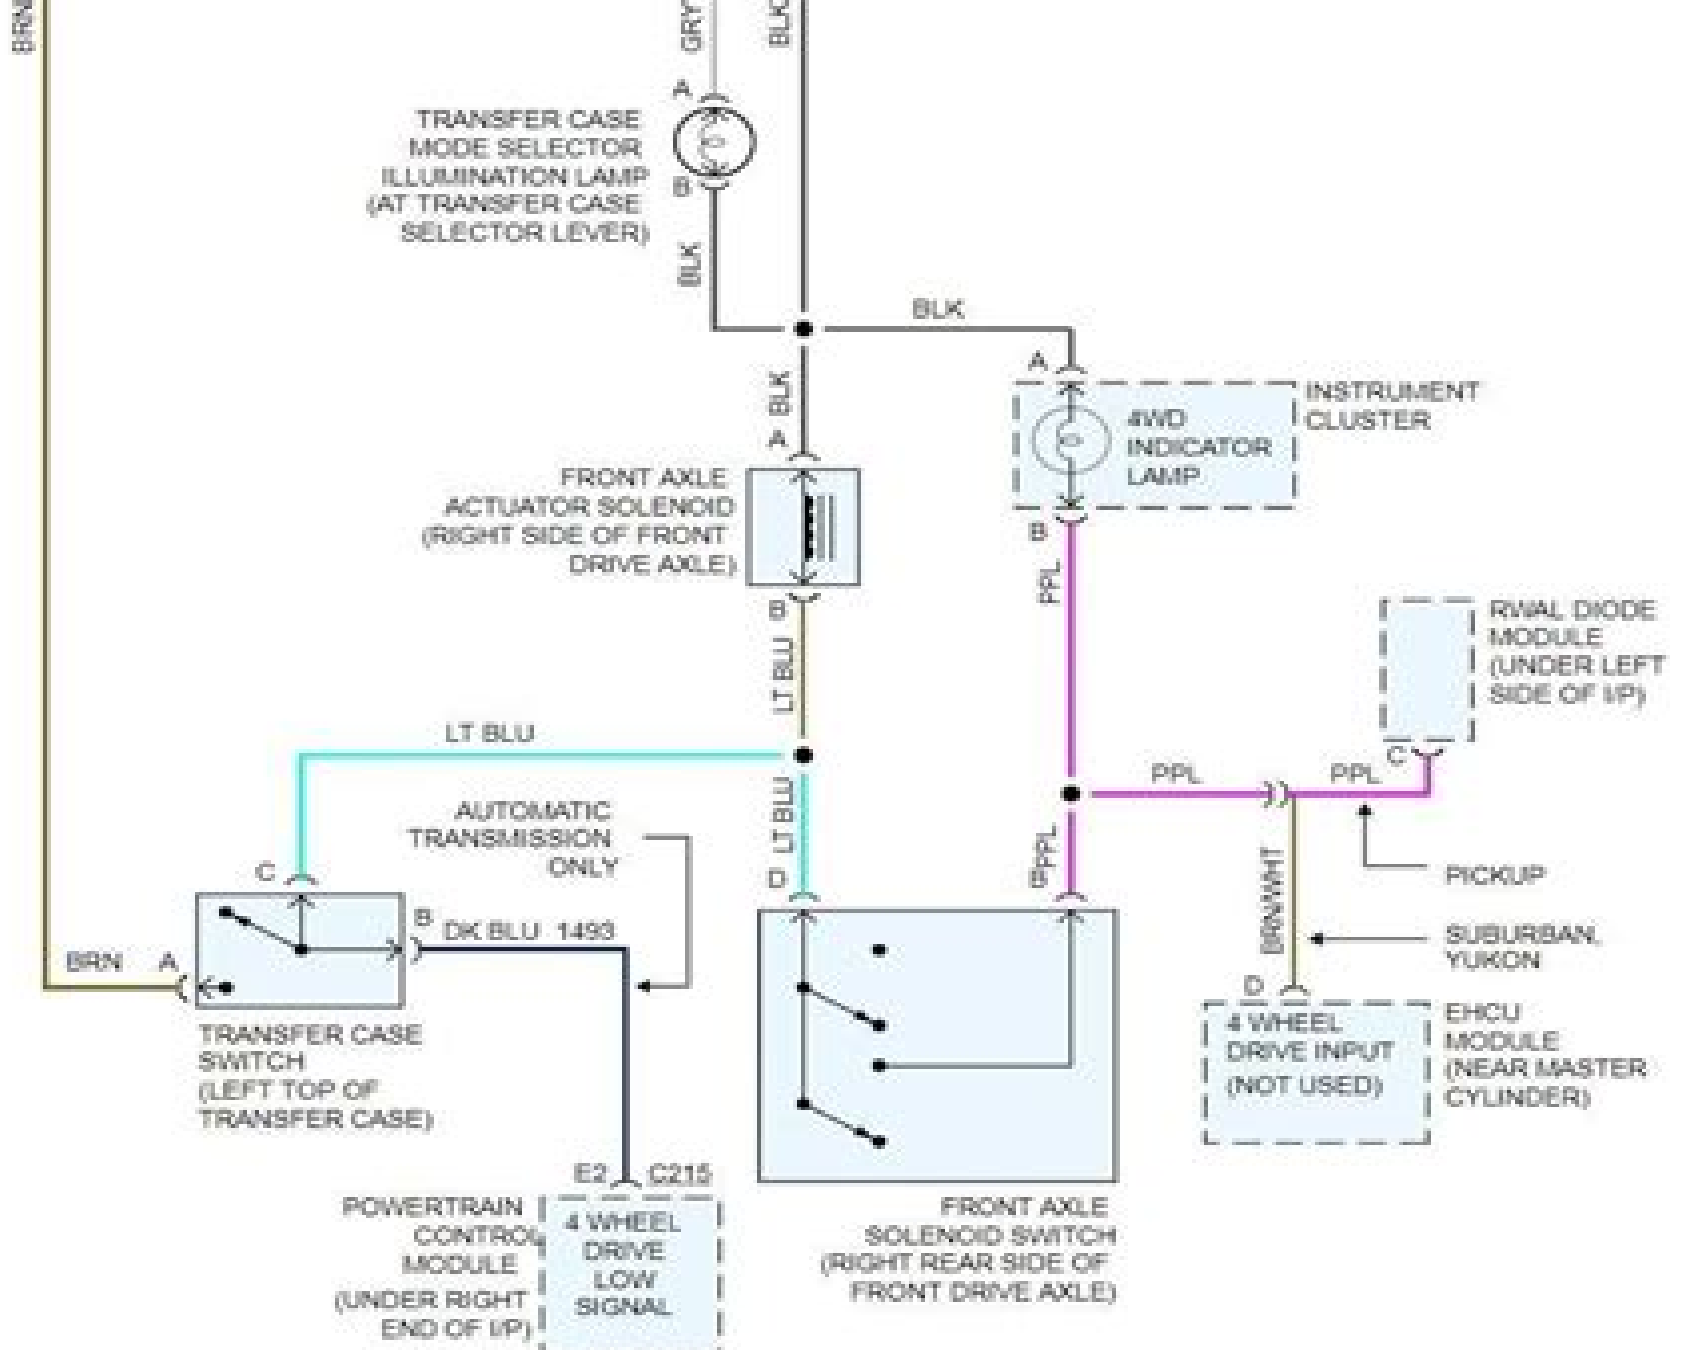 BRN
GRY
BLK
A
TRANSFER CASE
MODE SELECTOR
ILLUMINATION LAMP
(AT TRANSFER CASE
SELECTOR LEVER)
B
BLK
BLK
BLK
A
A
INSTRUMENT
CLUSTER
4WD
INDICATOR
LAMP
B
PPL
FRONT AXLE
ACTUATOR SOLENOID
(RIGHT SIDE OF FRONT
DRIVE AXLE)
B
LT BLU
RWAL DIODE
MODULE
(UNDER LEFT
SIDE OF I/P)
C
LT BLU
LT BLU
D
PPL
PPL
PPL
B
PICKUP
AUTOMATIC
TRANSMISSION
ONLY
C
B
DK BLU 1493
BRN
A
BRN/WHT
SUBURBAN,
YUKON
D
4 WHEEL
DRIVE INPUT
(NOT USED)
EHCU
MODULE
(NEAR MASTER
CYLINDER)
TRANSFER CASE
SWITCH
(LEFT TOP OF
TRANSFER CASE)
E2
C215
POWERTRAIN
CONTROL
MODULE
(UNDER RIGHT
END OF I/P)
4 WHEEL
DRIVE
LOW
SIGNAL
FRONT AXLE
SOLENOID SWITCH
(RIGHT REAR SIDE OF
FRONT DRIVE AXLE)